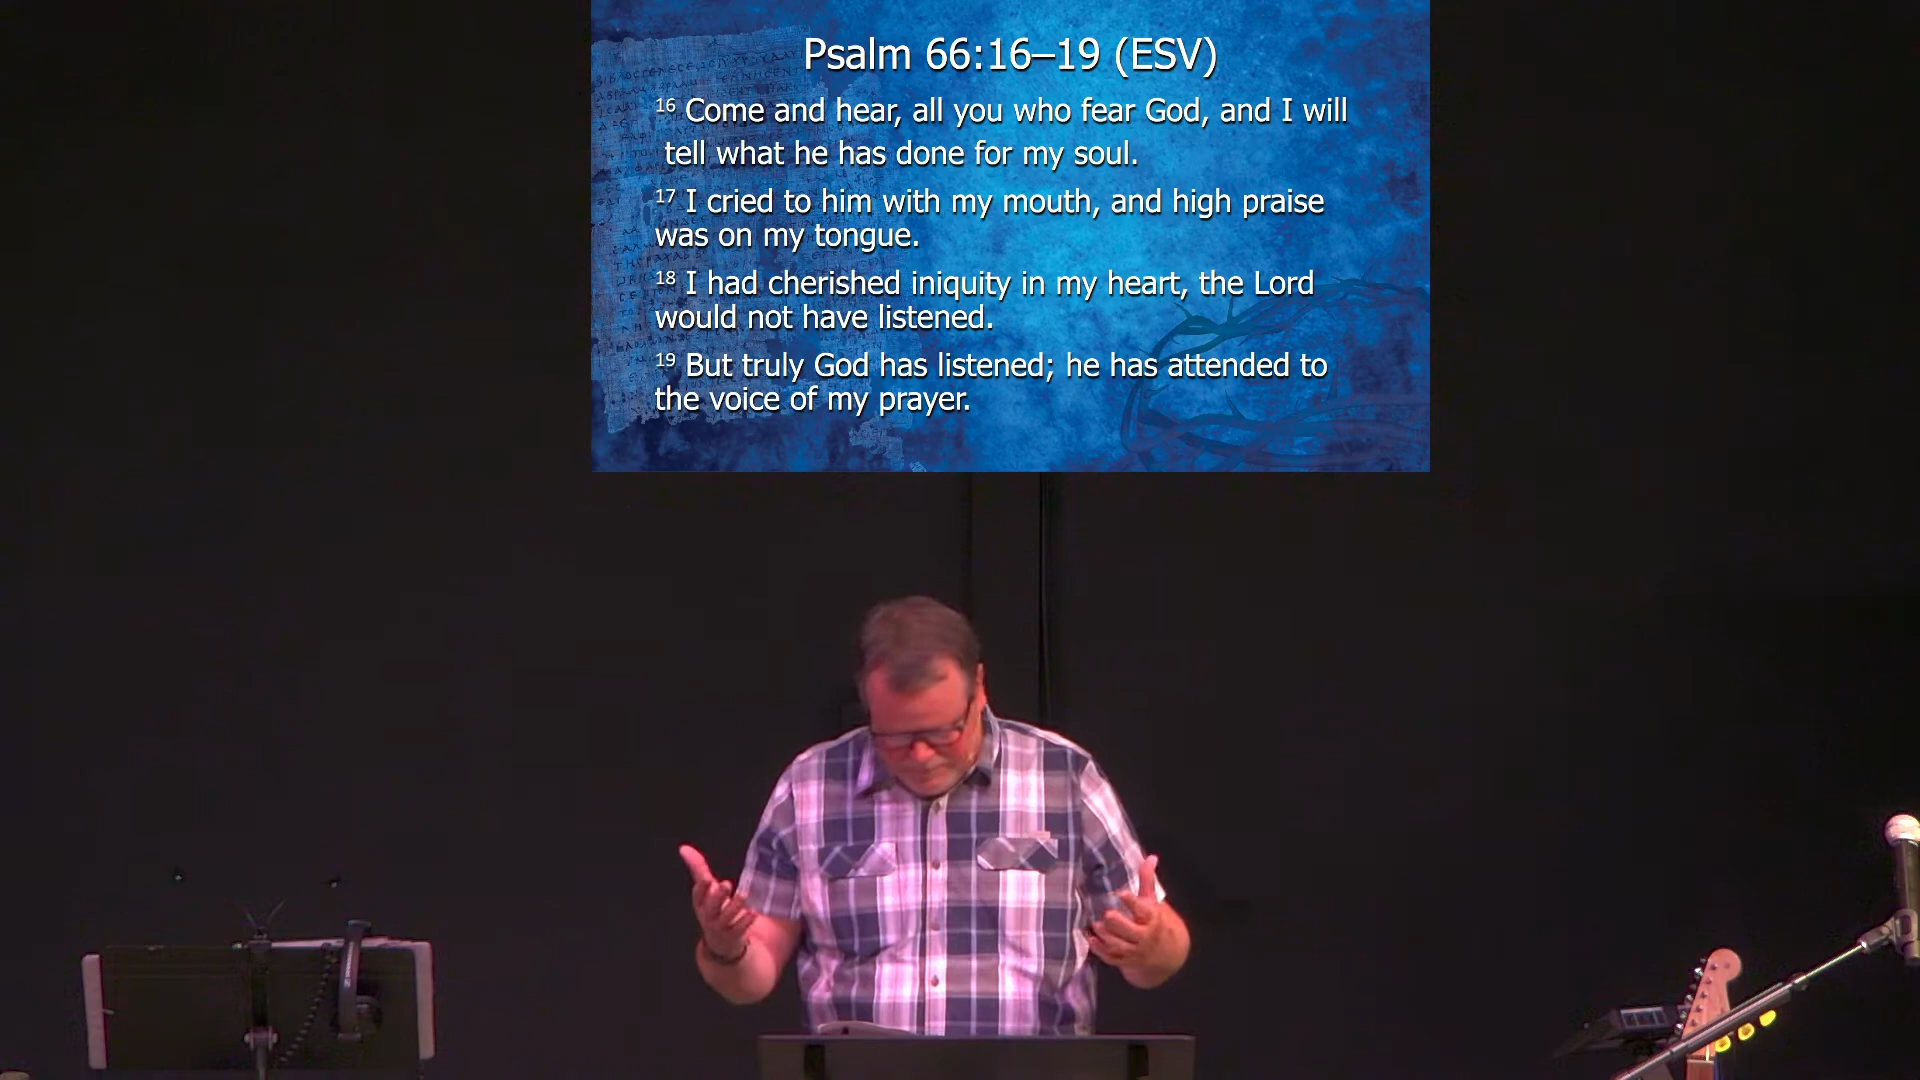 Psalm 66:16–19 (ESV)
16 Come and hear, all you who fear God, and I will
tell what he has done for my soul.
17 I cried to him with my mouth, and high praise
was on my tongue.
18 I had cherished iniquity in my heart, the Lord
would not have listened.
19 But truly God has listened; he has attended to
the voice of my prayer.